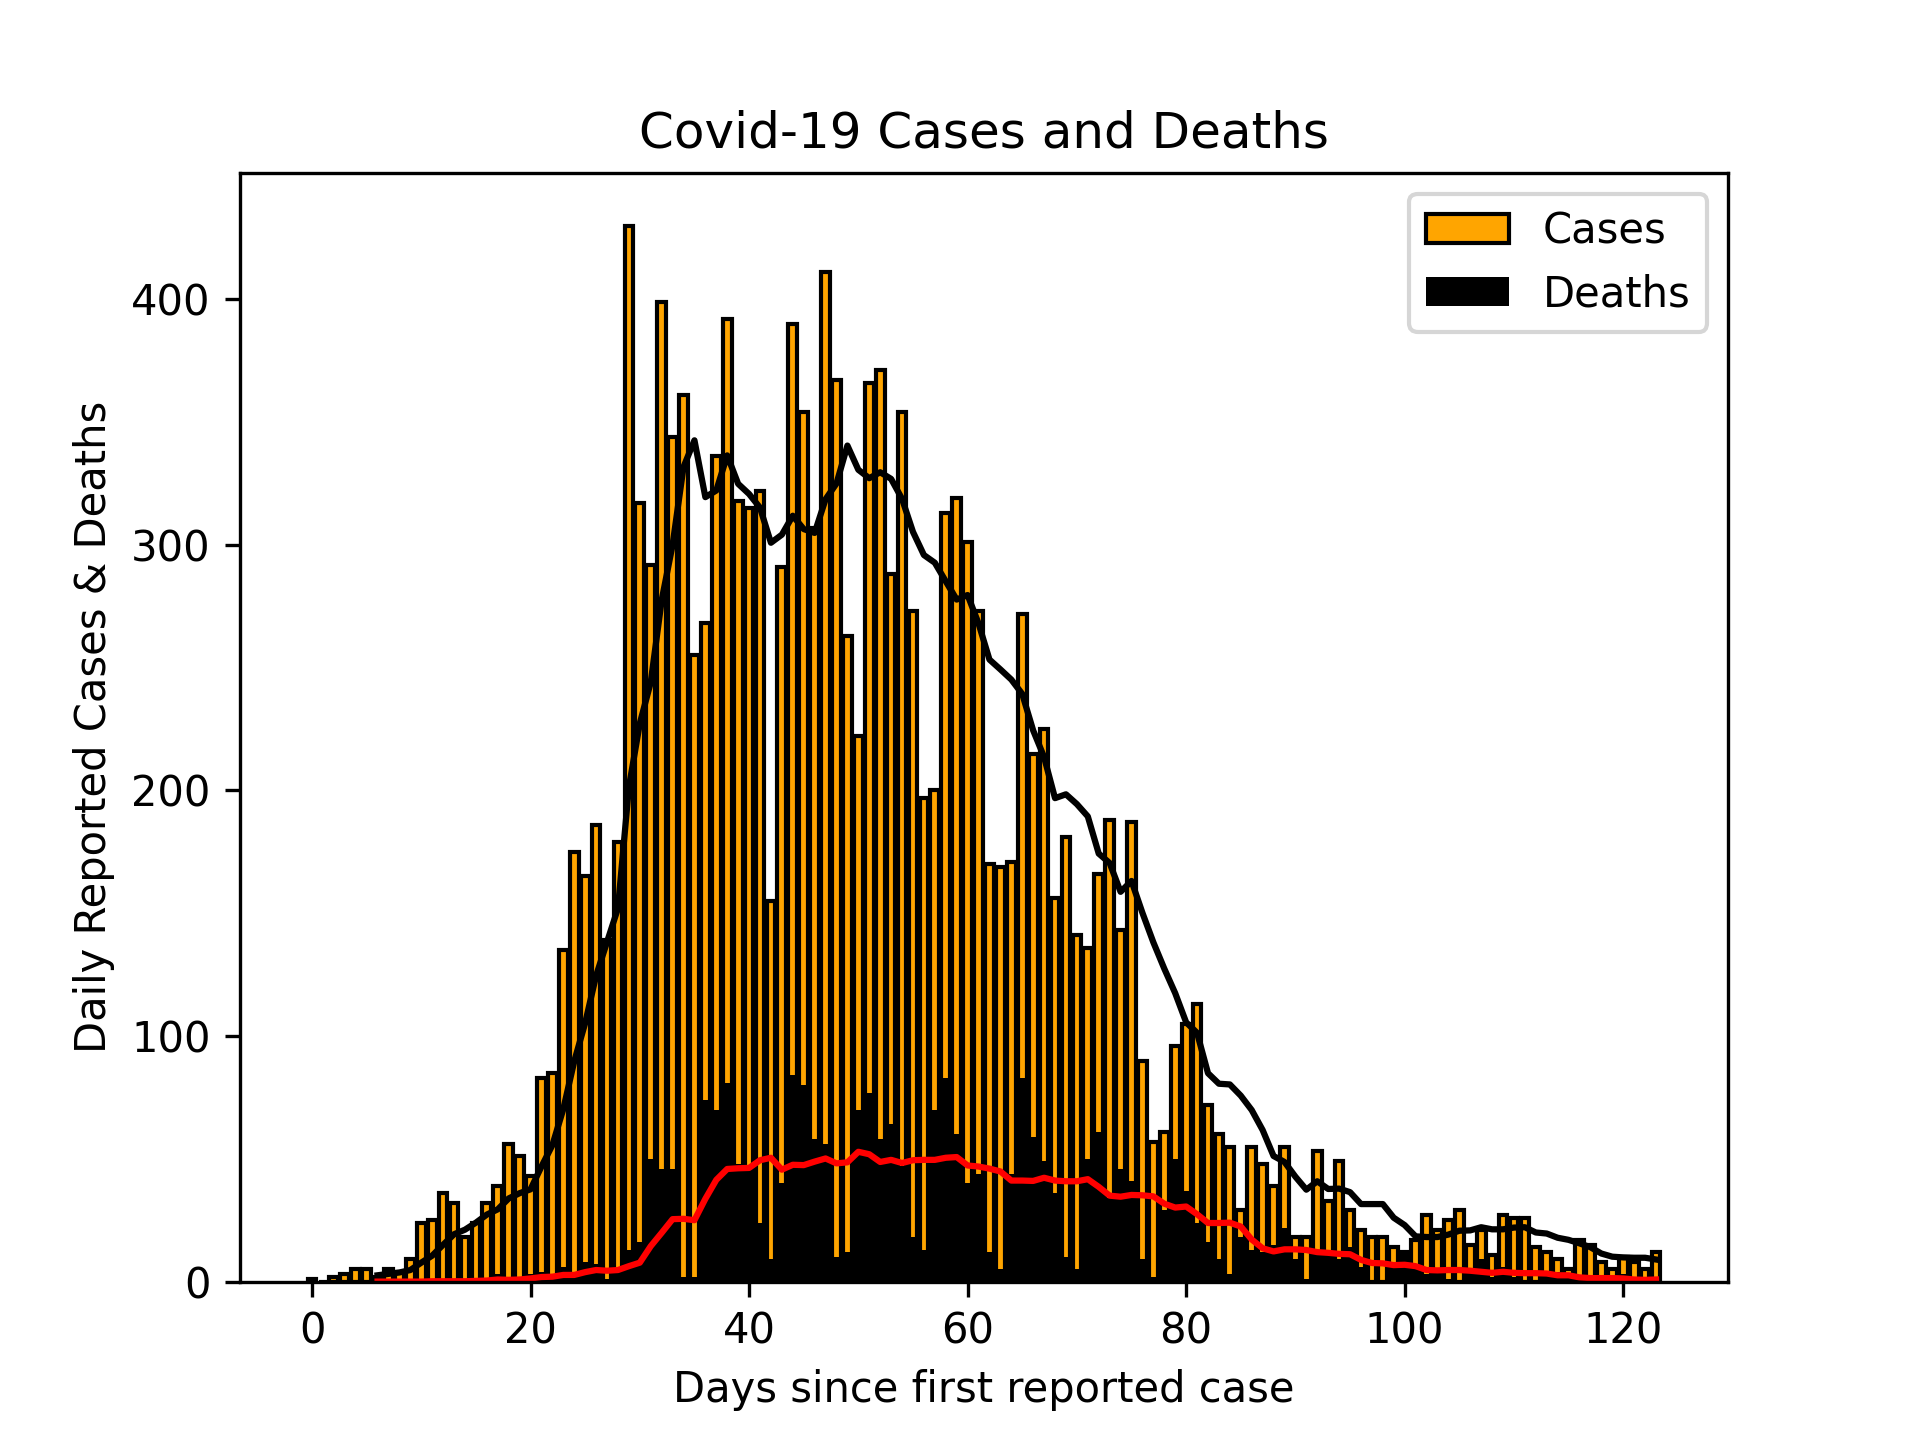 Covid-19 Cases and Deaths
Cases
Deaths
Daily Reported Cases & Deaths
400
300
200
100
0
0 20 40 60 80 100 120
Days since first reported case